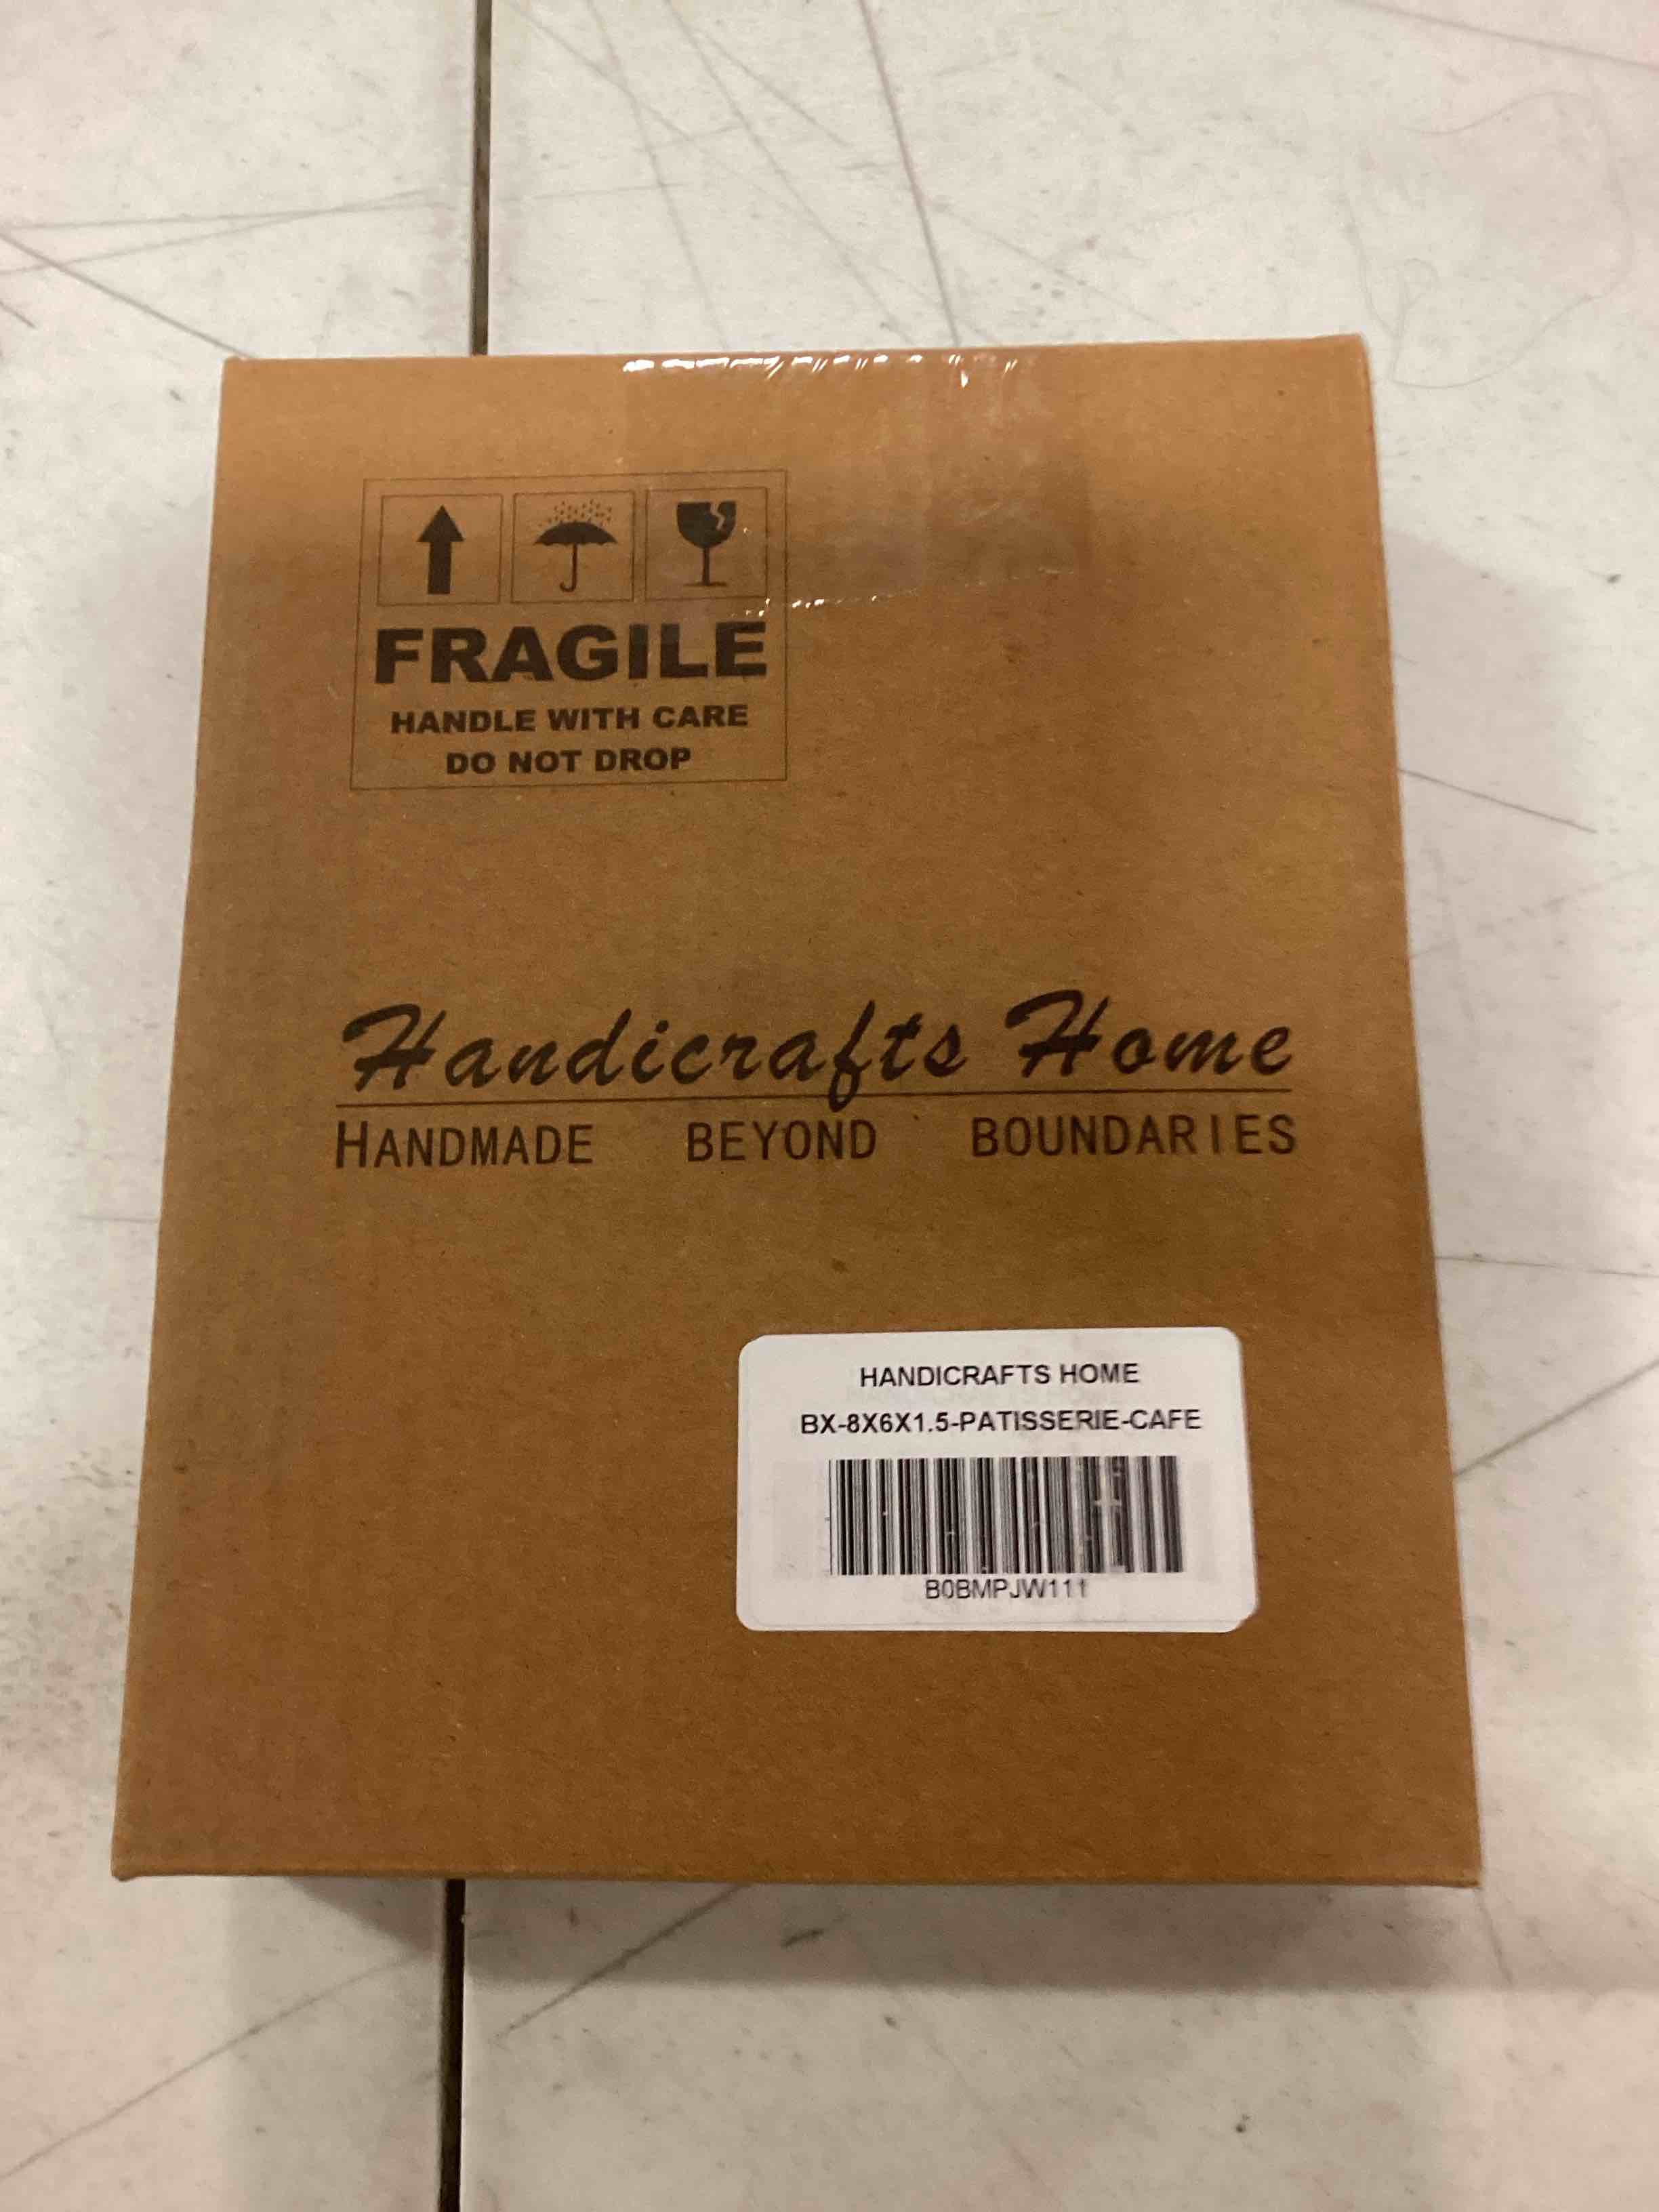 FRAGILE
HANDLE WITH CARE
DO NOT DROP
Handicrafts Home
HANDMADE BEYOND BOUNDARIES
HANDICRAFTS HOME
BX-8X6X1.5-PATISSERIE-CAFE
B0BMPJW111